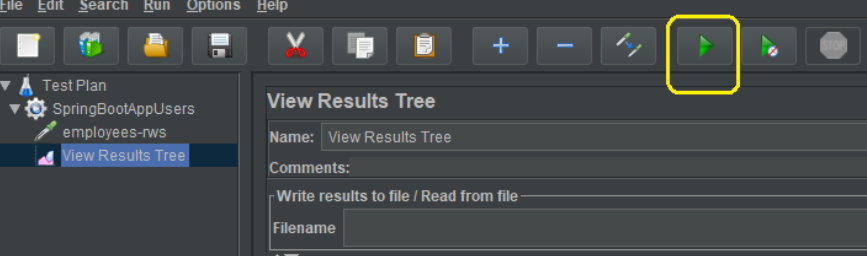 File Edit Search Run Options Help
STOP
Test Plan
SpringBootAppUsers
employees-rws
View Results Tree
View Results Tree
Name: View Results Tree
Comments:
Write results to file / Read from file
Filename